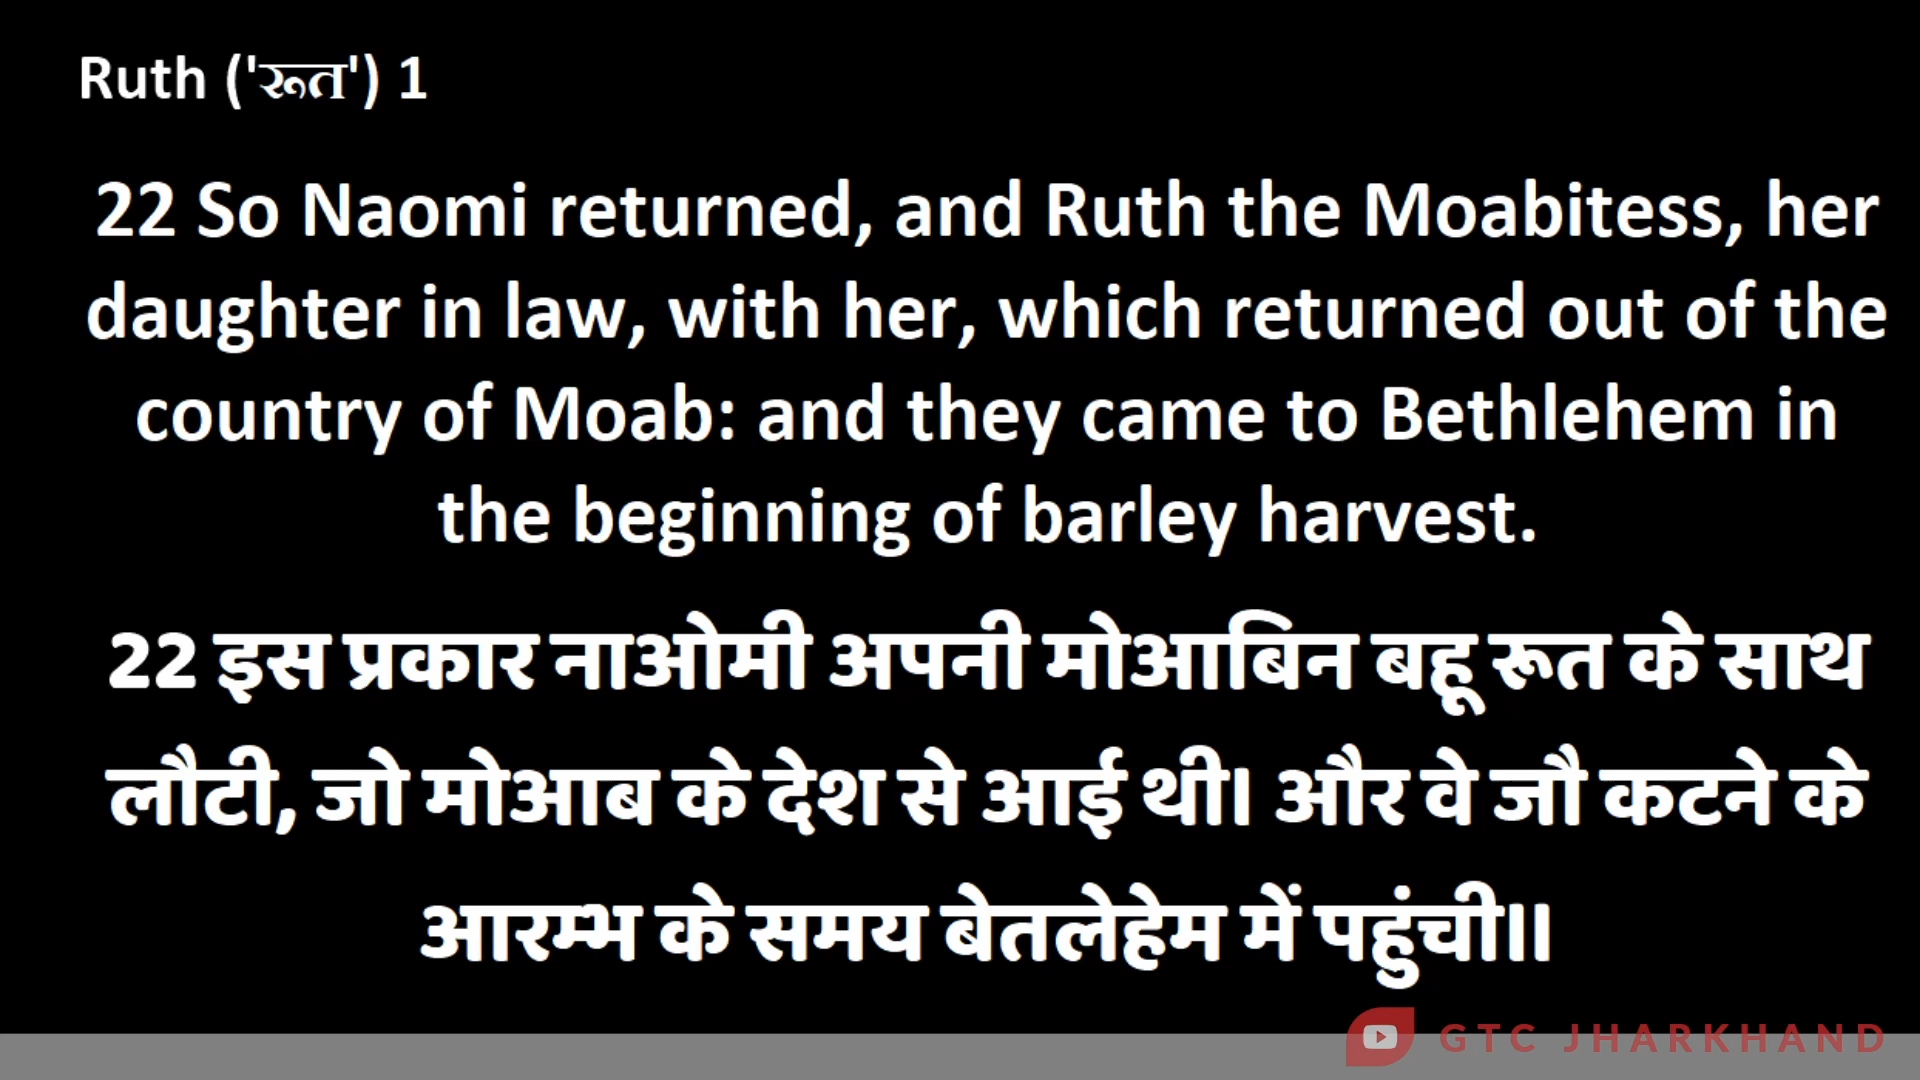 Ruth ('रूत') 1
22 So Naomi returned, and Ruth the Moabitess, her
daughter in law, with her, which returned out of the
country of Moab: and they came to Bethlehem in
the beginning of barley harvest.
22 इस प्रकार नाओमी अपनी मोआबिन बहू रूत के साथ
लौटी, जो मोआब के देश से आई थी। और वे जौ कटने के
आरम्भ के समय बेतलेहेम में पहुंची॥
GTC JHARKHAND